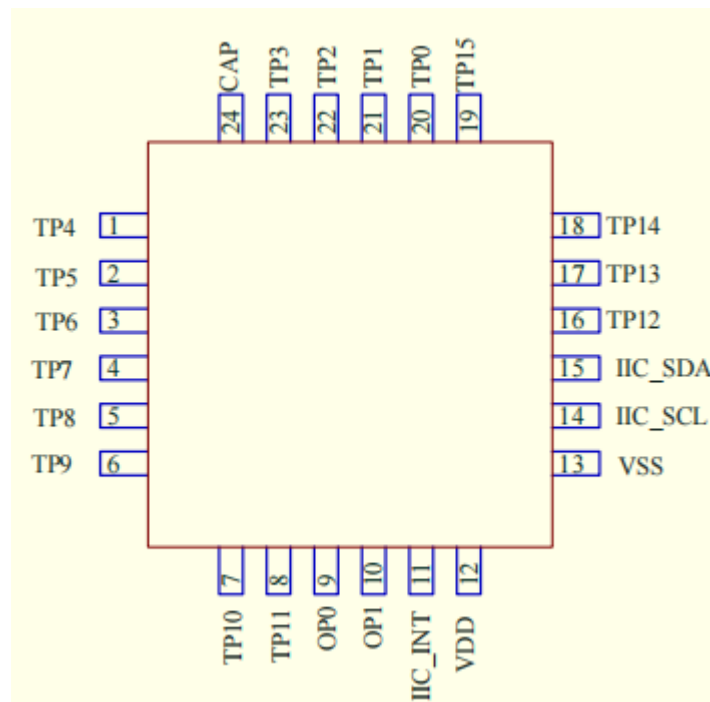 CAP TP3 TP2 TP1 TP0 TP15
24 23 22 21 20 19
TP4 1 18 TP14
TP5 2 17 TP13
TP6 3 16 TP12
TP7 4 15 IIC_SDA
TP8 5 14 IIC_SCL
TP9 6 13 VSS
7 8 9 10 11 12
TP10 TP11 OP0 OP1 IIC_INT VDD